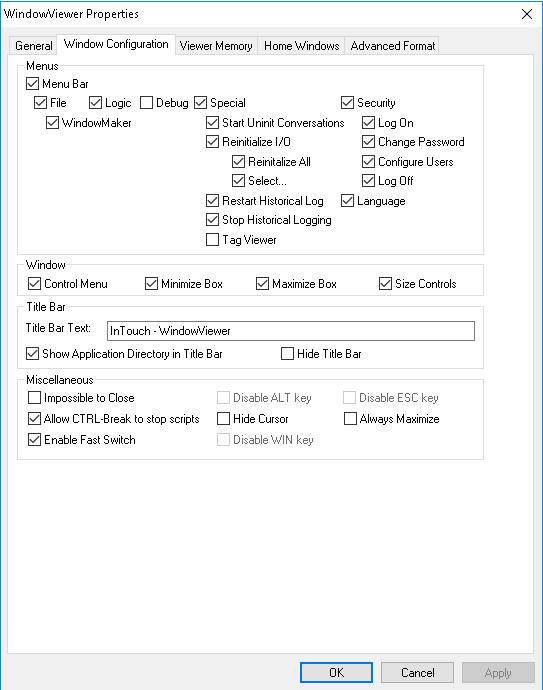 WindowViewer Properties
General Window Configuration Viewer Memory Home Windows Advanced Format
Menus
Menu Bar
File Logic Debug Special Security
WindowMaker Start Uninit Conversations Log On
Reinitialize I/O Change Password
Reinitalize All Configure Users
Select... Log Off
Restart Historical Log Language
Stop Historical Logging
Tag Viewer
Window
Control Menu Minimize Box Maximize Box Size Controls
Title Bar
Title Bar Text: InTouch - WindowViewer
Show Application Directory in Title Bar Hide Title Bar
Miscellaneous
Impossible to Close Disable ALT key Disable ESC key
Allow CTRL-Break to stop scripts Hide Cursor Always Maximize
Enable Fast Switch Disable WIN key
OK Cancel Apply